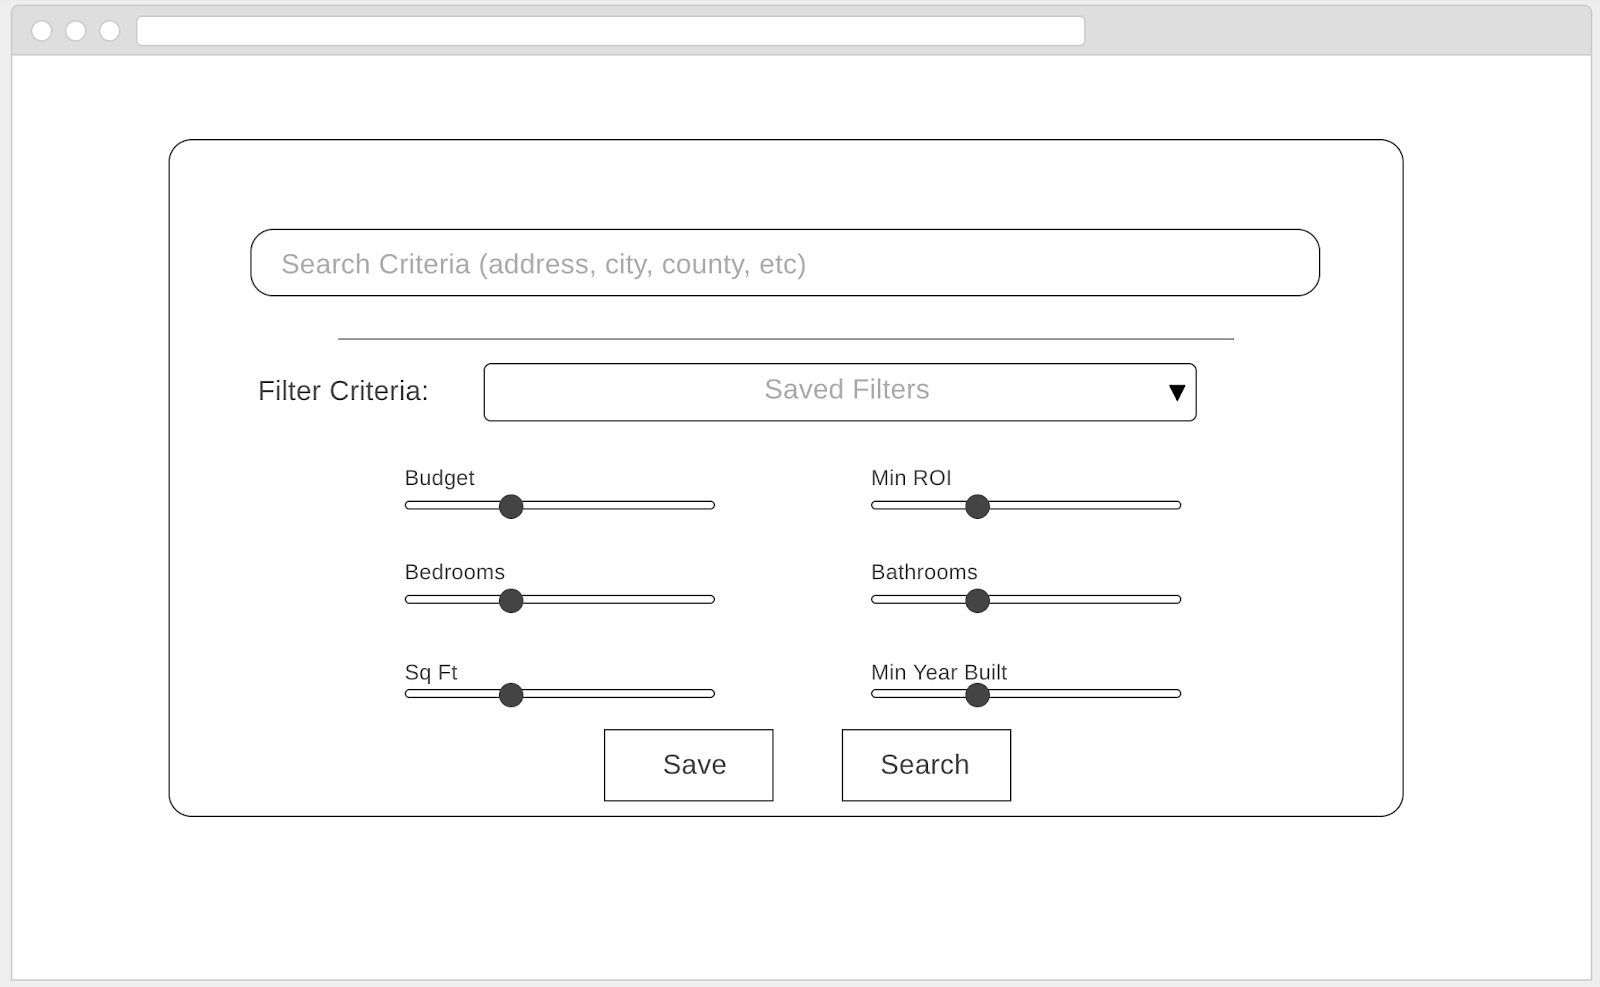 Search Criteria (address, city, county, etc)
Filter Criteria:
Saved Filters
Budget
Min ROI
Bedrooms
Bathrooms
Sq Ft
Min Year Built
Save
Search